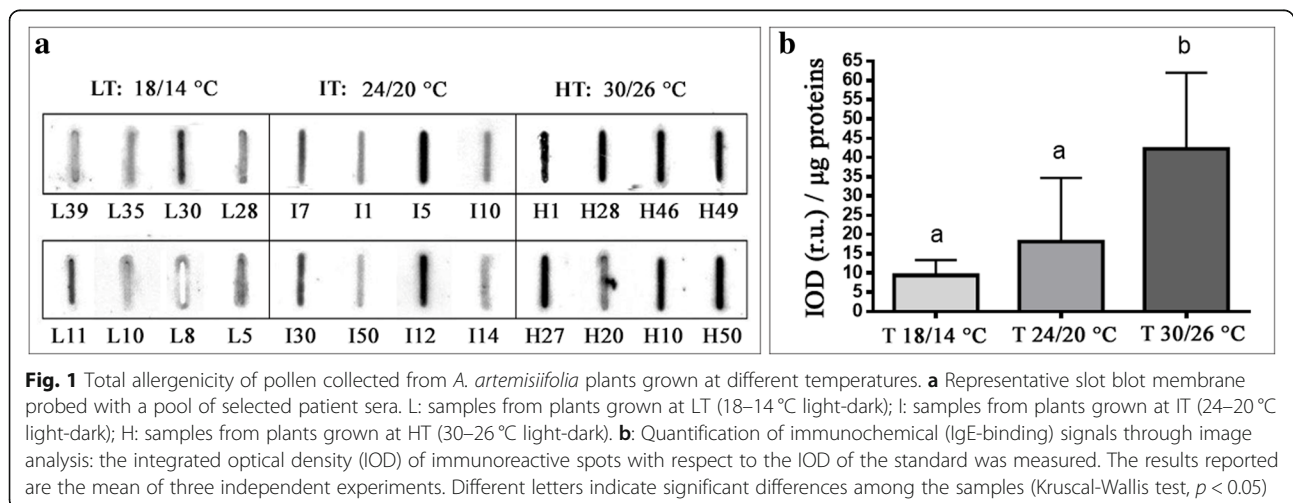 a
LT: 18/14 °C IT: 24/20 °C HT: 30/26 °C
L39 L35 L30 L28 I7 I1 I5 I10 H1 H28 H46 H49
L11 L10 L8 L5 I30 I50 I12 I14 H27 H20 H10 H50
b
IOD (r.u.) / µg proteins
65
60
55
50
45
40
35
30
25
20
15
10
5
0
a
a
b
T 18/14 °C T 24/20 °C T 30/26 °C
Fig. 1 Total allergenicity of pollen collected from A. artemisiifolia plants grown at different temperatures. a Representative slot blot membrane
probed with a pool of selected patient sera. L: samples from plants grown at LT (18–14 °C light-dark); I: samples from plants grown at IT (24–20 °C
light-dark); H: samples from plants grown at HT (30–26 °C light-dark). b: Quantification of immunochemical (IgE-binding) signals through image
analysis: the integrated optical density (IOD) of immunoreactive spots with respect to the IOD of the standard was measured. The results reported
are the mean of three independent experiments. Different letters indicate significant differences among the samples (Kruscal-Wallis test, p < 0.05)